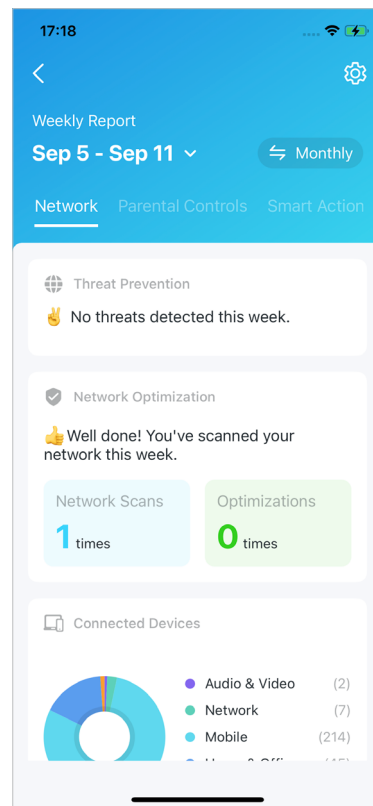 17:18
Weekly Report
Sep 5 - Sep 11
Monthly
Network Parental Controls Smart Action
Threat Prevention
✌ No threats detected this week.
Network Optimization
👍Well done! You've scanned your
network this week.
Network Scans
1 times
Optimizations
0 times
Connected Devices
Audio & Video (2)
Network (7)
Mobile (214)